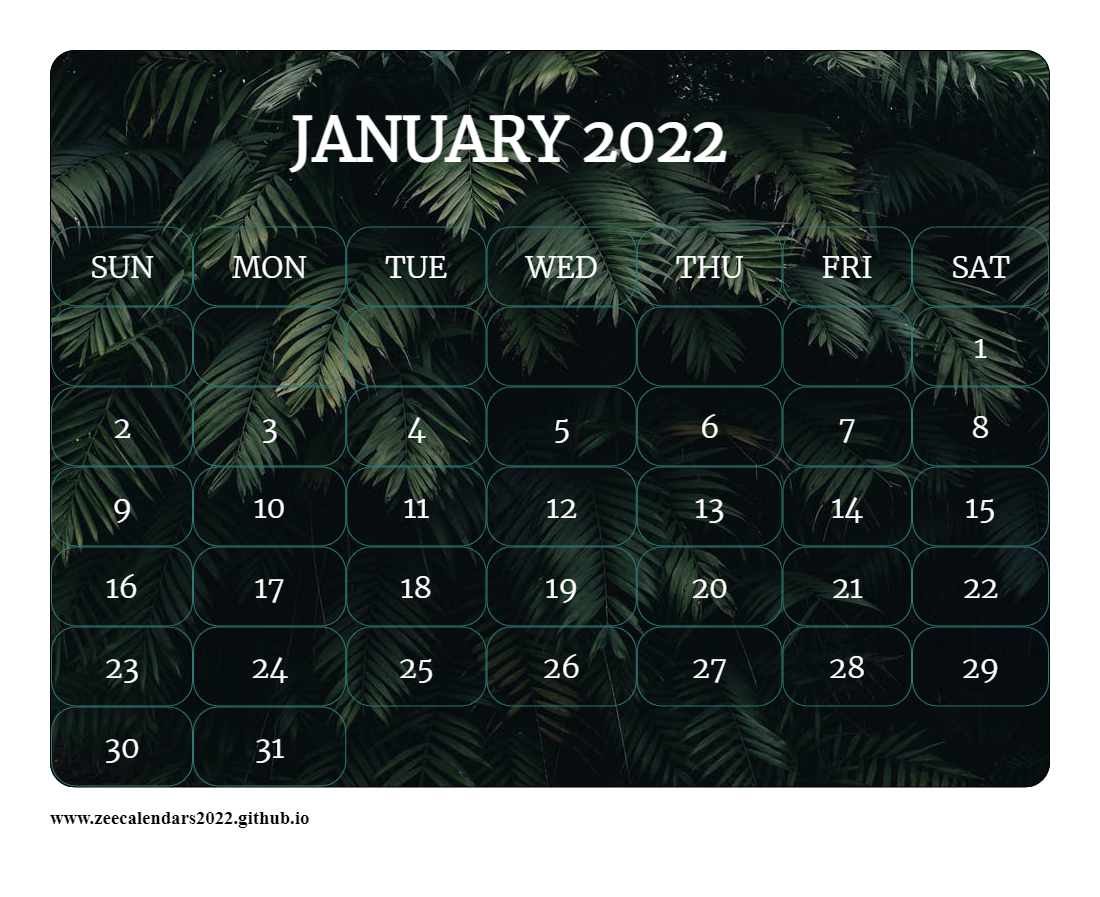 JANUARY 2022
SUN MON TUE WED THU FRI SAT
1
2 3 4 5 6 7 8
9 10 11 12 13 14 15
16 17 18 19 20 21 22
23 24 25 26 27 28 29
30 31
www.zeecalendars2022.github.io